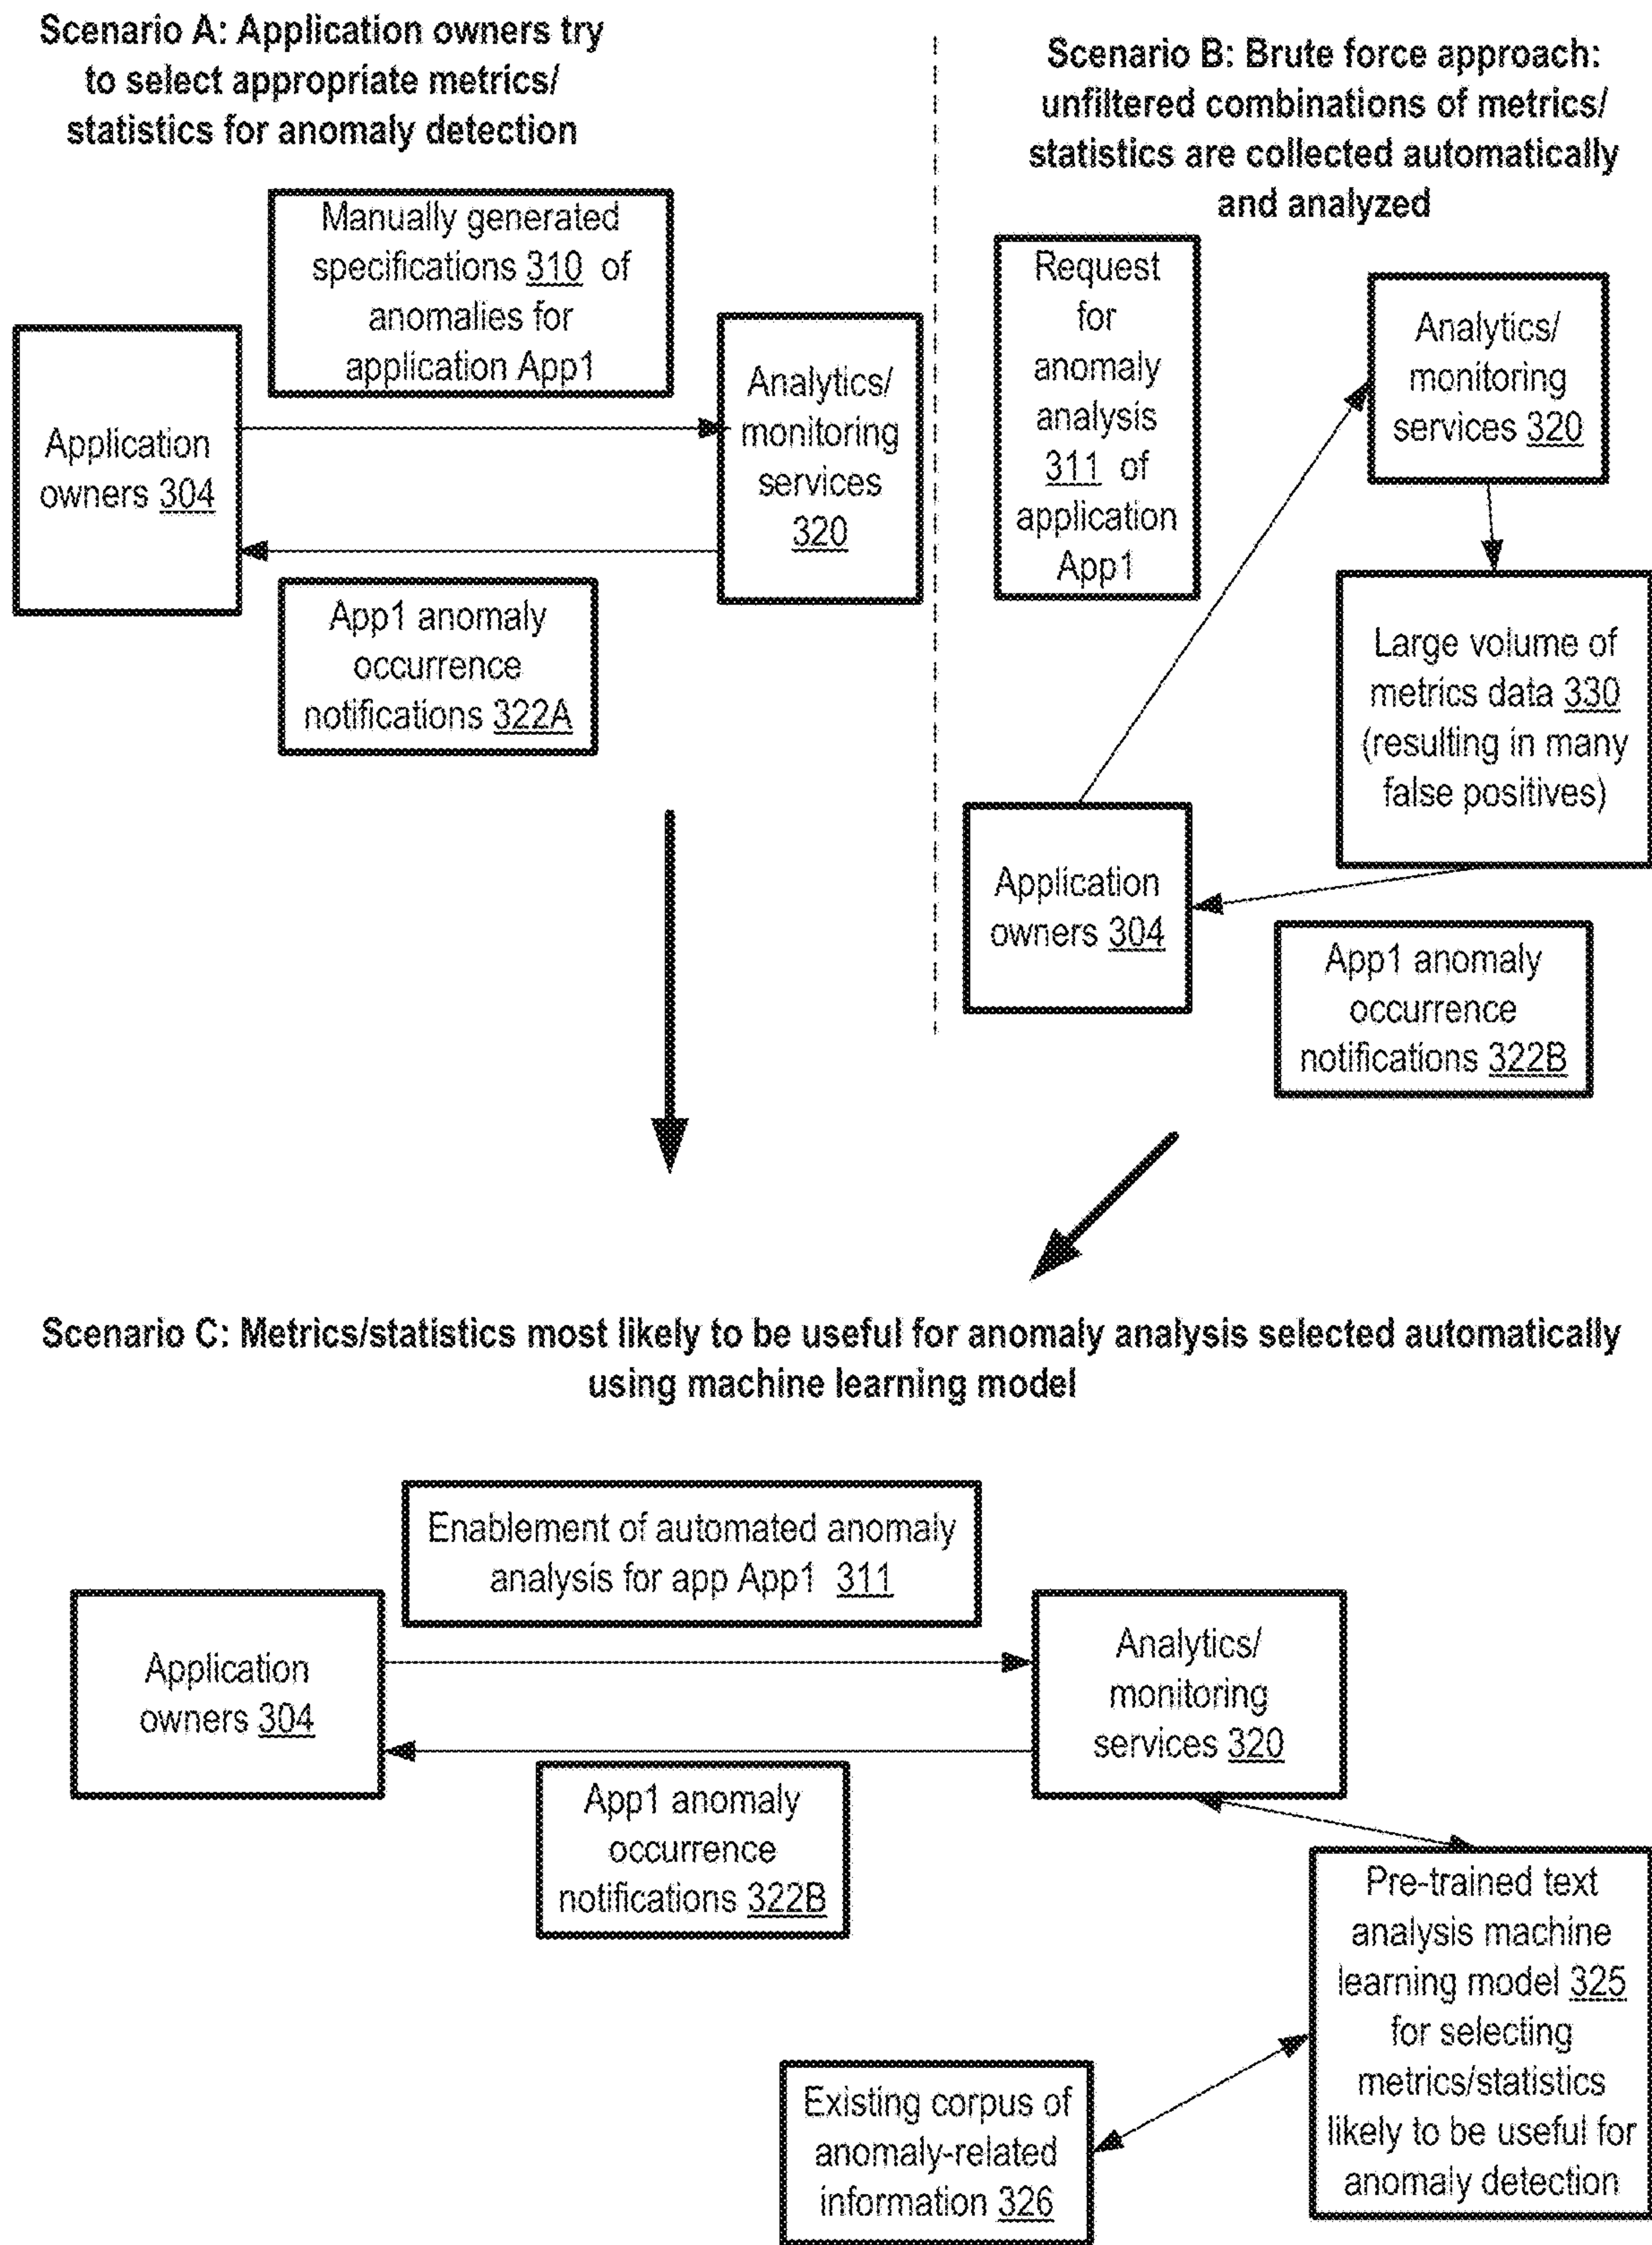 Scenario A: Application owners try
to select appropriate metrics/
statistics for anomaly detection
Manually generated
specifications 310 of
anomalies for
application App1
Application
owners 304
Analytics/
monitoring
services
320
App1 anomaly
occurrence
notifications 322A
Scenario B: Brute force approach:
unfiltered combinations of metrics/
statistics are collected automatically
and analyzed
Request
for
anomaly
analysis
311 of
application
App1
Analytics/
monitoring
services 320
Large volume of
metrics data 330
(resulting in many
false positives)
Application
owners 304
App1 anomaly
occurrence
notifications 322B
Scenario C: Metrics/statistics most likely to be useful for anomaly analysis selected automatically
using machine learning model
Enablement of automated anomaly
analysis for app App1 311
Application
owners 304
Analytics/
monitoring
services 320
App1 anomaly
occurrence
notifications 322B
Pre-trained text
analysis machine
learning model 325
for selecting
metrics/statistics
likely to be useful for
anomaly detection
Existing corpus of
anomaly-related
information 326